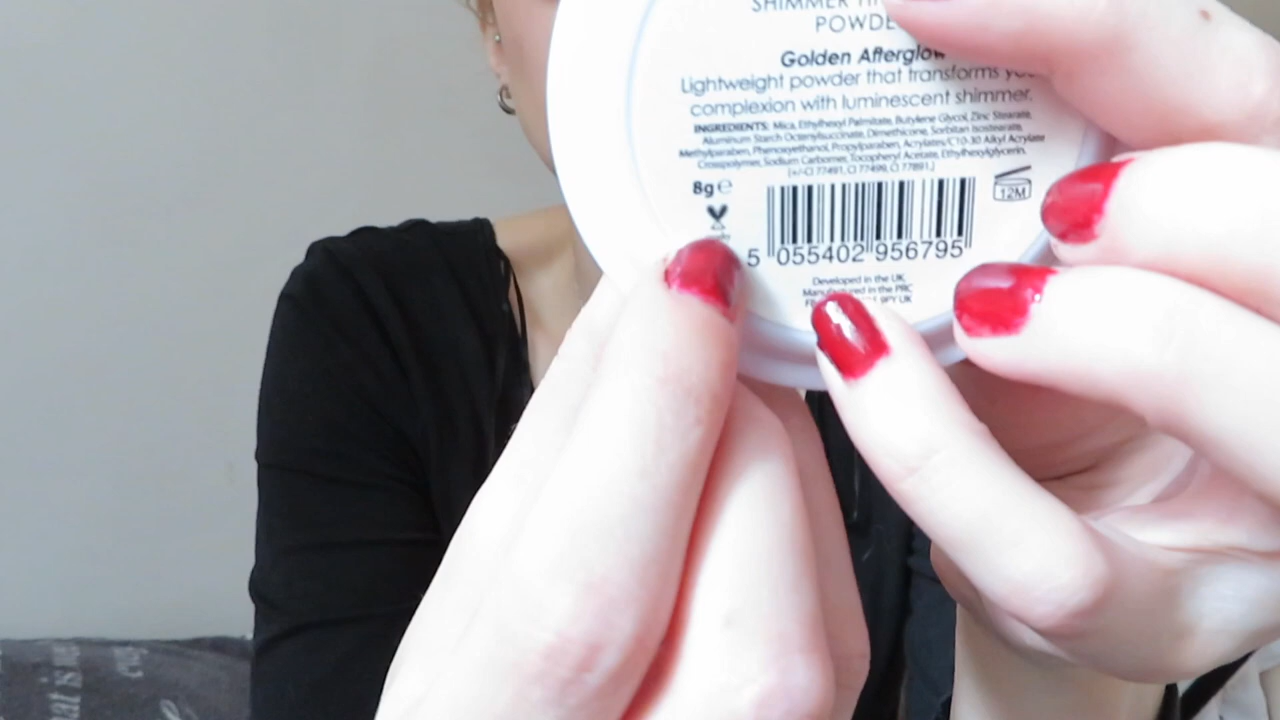 SHIMMER
POWDE
Golden Afterglow
Lightweight powder that transforms
complexion with luminescent shimmer.
INGREDIENTS: Mica, Ethylhexyl Palmitate, Butylene Glycol, Zinc Stearate,
Aluminum Starch Octenylsuccinate, Dimethicone, Sorbitan Isostearate,
Methylparaben, Phenoxyethanol, Propylparaben, Acrylates/C10-30 Alkyl Acrylate
Crosspolymer, Sodium Carbomer, Tocopheryl Acetate, Ethylhexylglycerin.
(+/-CI 77491, CI 77499, CI 77891.)
8g e
12M
5 055402 956795
Developed in the UK,
Manufactured in the PRC
9PY UK